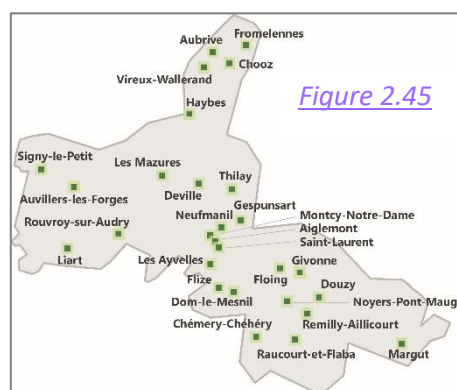 Fromelennes
Aubrive
Chooz
Vireux-Wallerand
Figure 2.45
Haybes
Signy-le-Petit
Les Mazures
Thilay
Auvillers-les-Forges
Deville
Gespunsart
Neufmanil
Montcy-Notre-Dame
Rouvroy-sur-Audry
Aiglemont
Saint-Laurent
Liart
Les Ayvelles
Givonne
Flize
Floing
Douzy
Dom-le-Mesnil
Noyers-Pont-Maug
Chémery-Chéhéry
Remilly-Aillicourt
Raucourt-et-Flaba
Margut